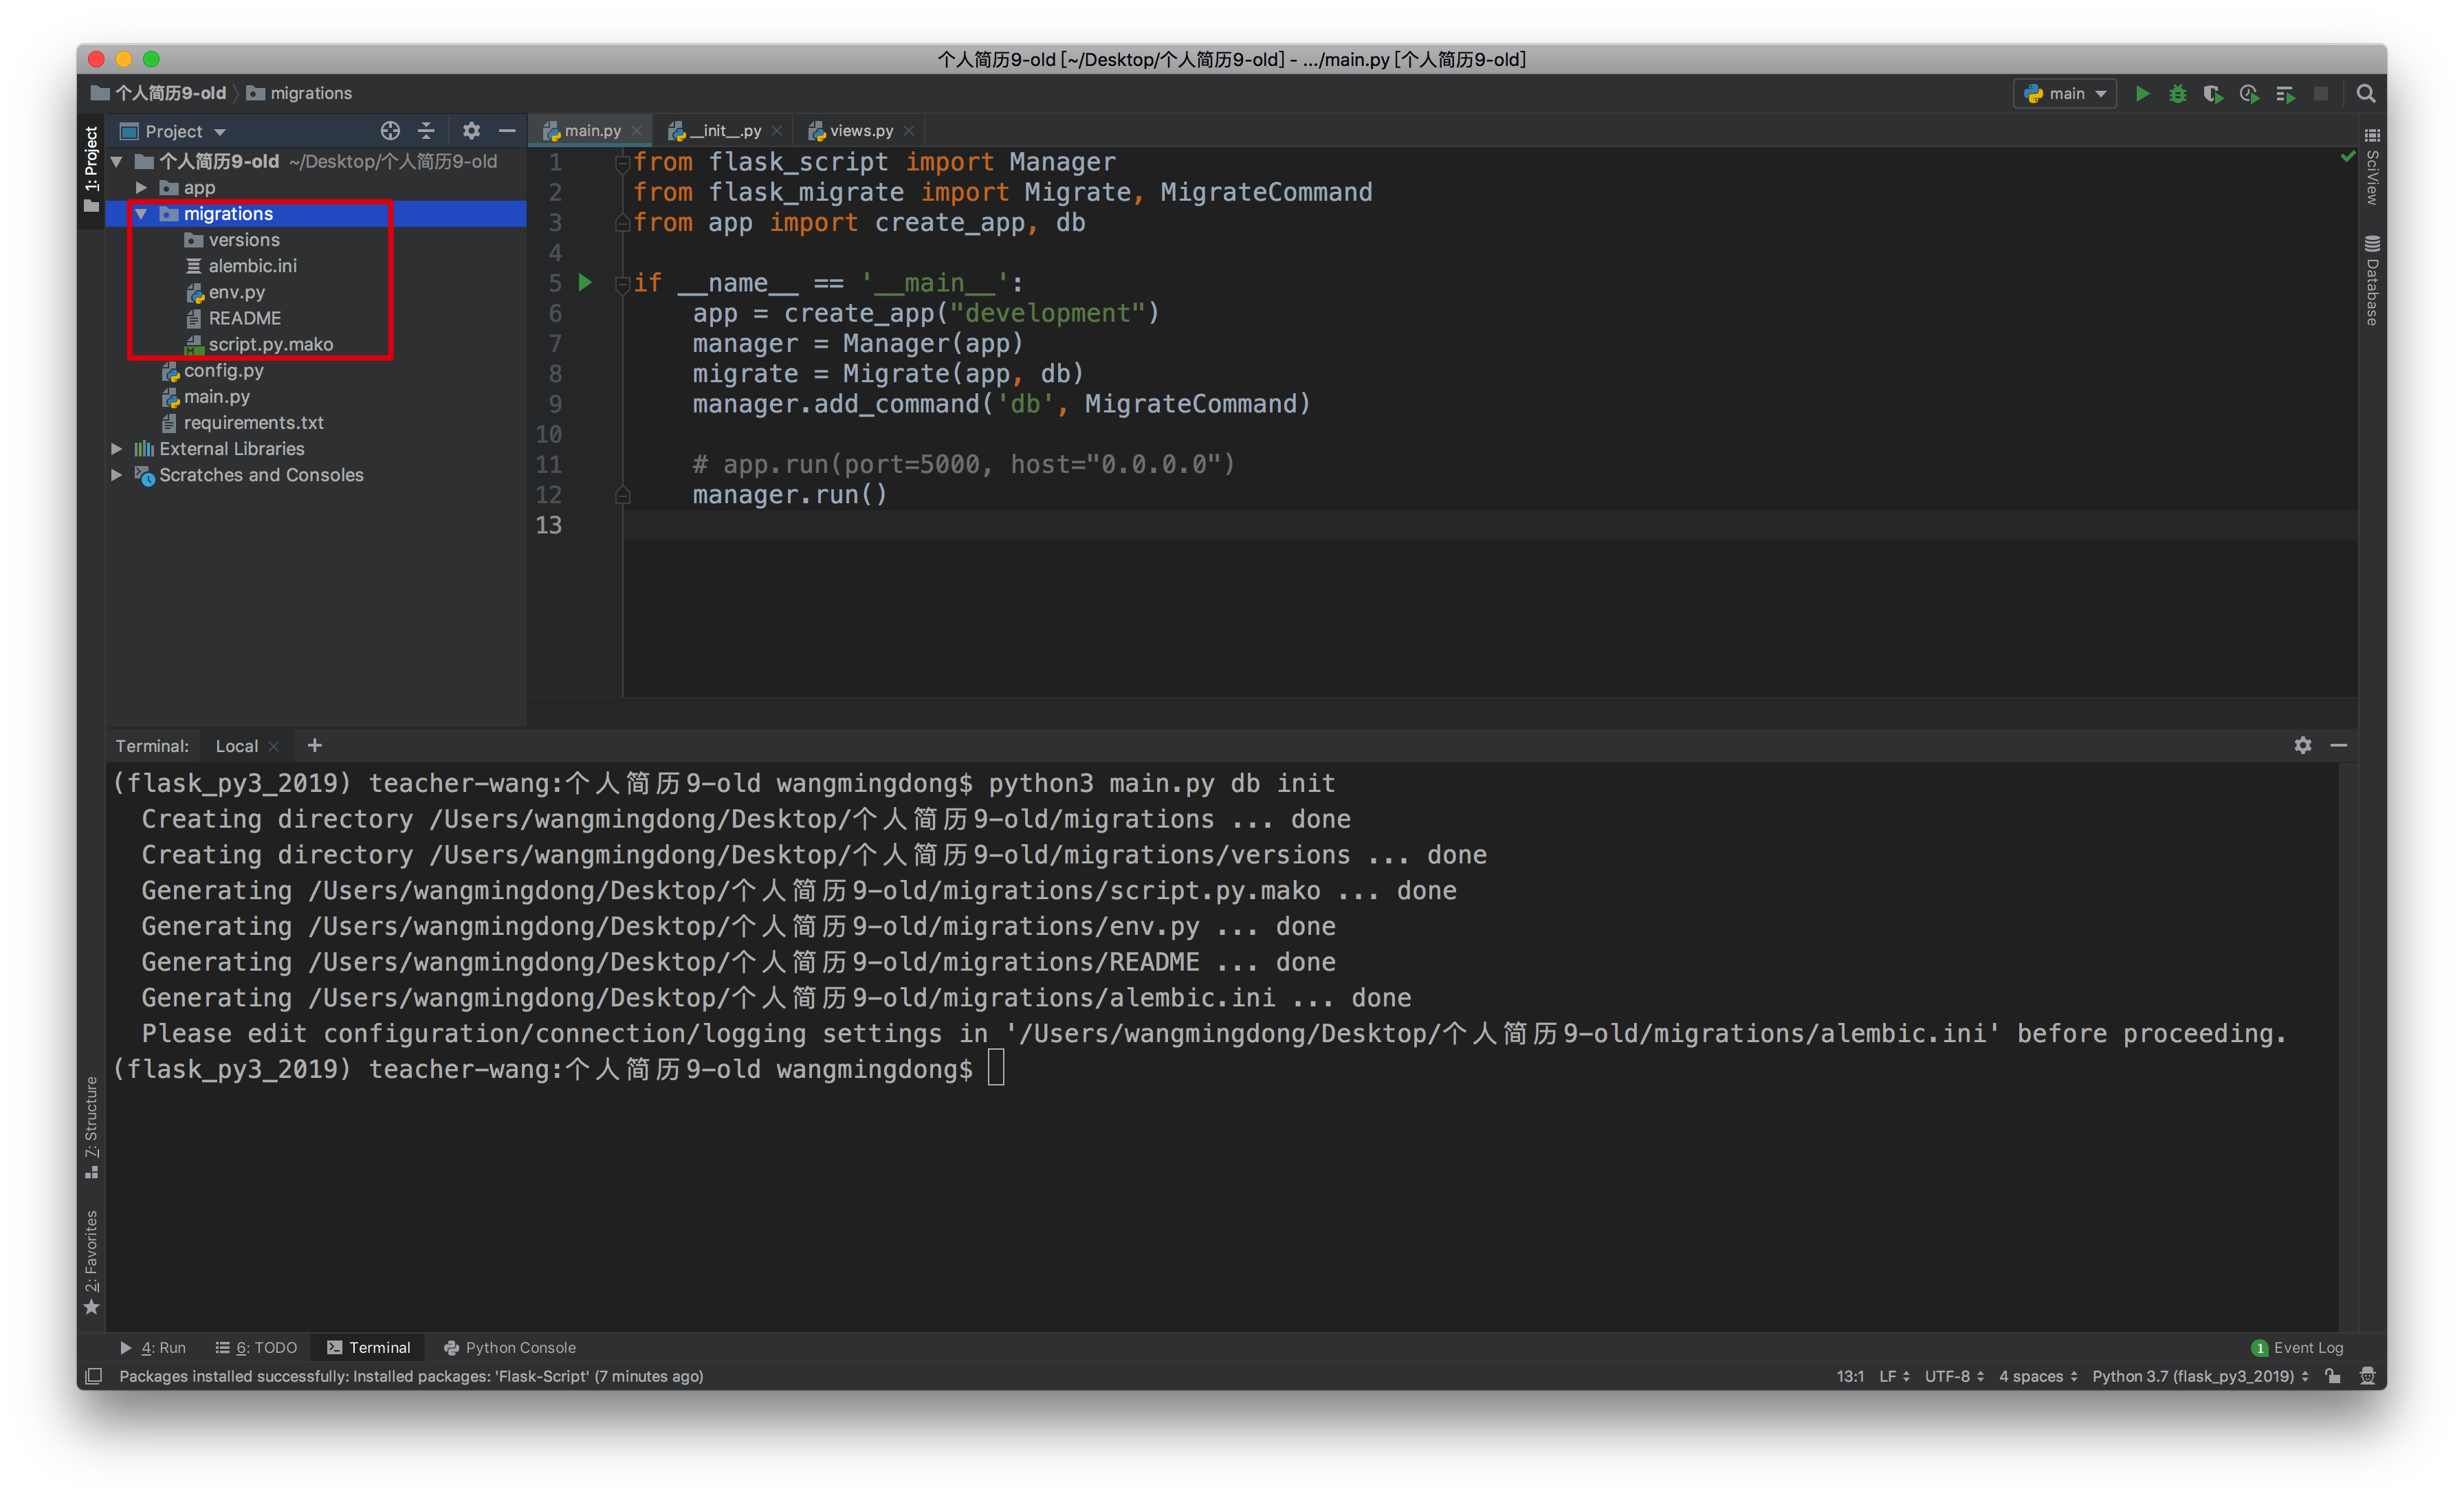 个人简历9-old [~/Desktop/个人简历9-old] - .../main.py [个人简历9-old]
个人简历9-old migrations
main
Project
main.py
__init__.py
views.py
1: Project
个人简历9-old ~/Desktop/个人简历9-old
app
migrations
versions
alembic.ini
env.py
README
script.py.mako
config.py
main.py
requirements.txt
External Libraries
Scratches and Consoles
1 from flask_script import Manager
2 from flask_migrate import Migrate, MigrateCommand
3 from app import create_app, db
4
5 if __name__ == '__main__':
6 app = create_app("development")
7 manager = Manager(app)
8 migrate = Migrate(app, db)
9 manager.add_command('db', MigrateCommand)
10
11 # app.run(port=5000, host="0.0.0.0")
12 manager.run()
13
SciView
Database
Terminal: Local
(flask_py3_2019) teacher-wang:个人简历9-old wangmingdong$ python3 main.py db init
Creating directory /Users/wangmingdong/Desktop/个人简历9-old/migrations ... done
Creating directory /Users/wangmingdong/Desktop/个人简历9-old/migrations/versions ... done
Generating /Users/wangmingdong/Desktop/个人简历9-old/migrations/script.py.mako ... done
Generating /Users/wangmingdong/Desktop/个人简历9-old/migrations/env.py ... done
Generating /Users/wangmingdong/Desktop/个人简历9-old/migrations/README ... done
Generating /Users/wangmingdong/Desktop/个人简历9-old/migrations/alembic.ini ... done
Please edit configuration/connection/logging settings in '/Users/wangmingdong/Desktop/个人简历9-old/migrations/alembic.ini' before proceeding.
(flask_py3_2019) teacher-wang:个人简历9-old wangmingdong$
7: Structure
2: Favorites
4: Run
6: TODO
Terminal
Python Console
1 Event Log
Packages installed successfully: Installed packages: 'Flask-Script' (7 minutes ago)
13:1 LF UTF-8 4 spaces Python 3.7 (flask_py3_2019)